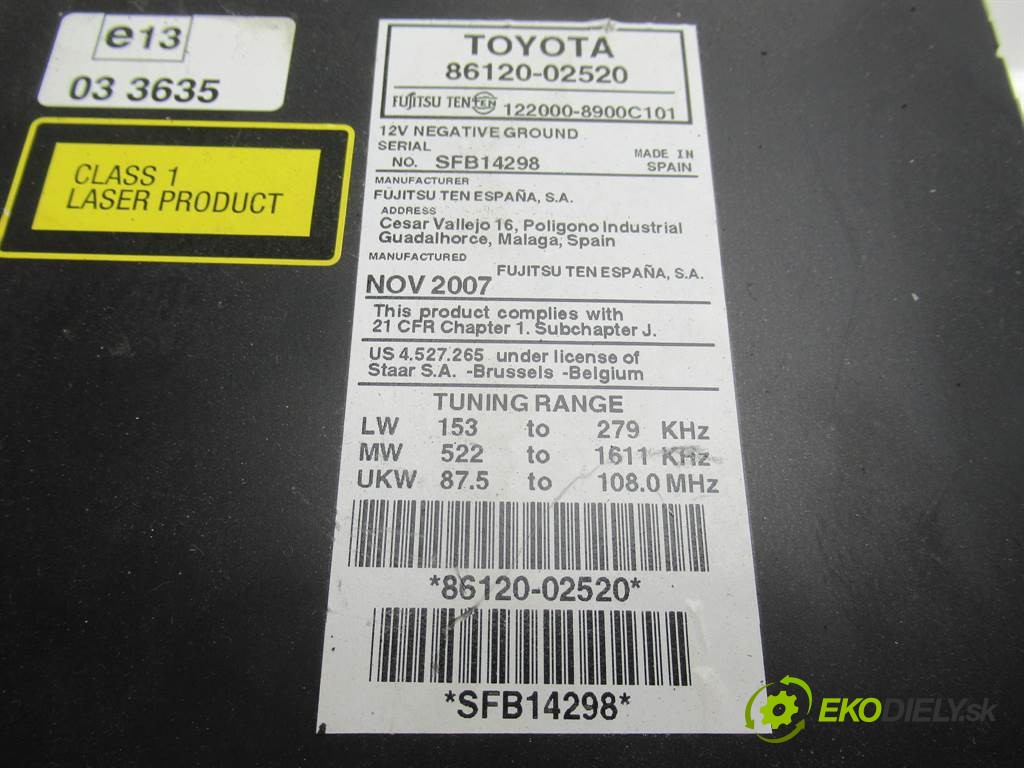 e13
03 3635
CLASS 1
LASER PRODUCT
TOYOTA
86120-02520
FUJITSU TEN TEN 122000-8900C101
12V NEGATIVE GROUND
SERIAL
NO. SFB14298
MADE IN
SPAIN
MANUFACTURER
FUJITSU TEN ESPAÑA, S.A.
ADDRESS
Cesar Vallejo 16, Poligono Industrial
Guadalhorce, Malaga, Spain
MANUFACTURED
FUJITSU TEN ESPAÑA, S.A.
NOV 2007
This product complies with
21 CFR Chapter 1. Subchapter J.
US 4.527.265 under license of
Staar S.A. -Brussels -Belgium
TUNING RANGE
LW 153 to 279 KHz
MW 522 to 1611 KHz
UKW 87.5 to 108.0 MHz
*86120-02520*
*SFB14298*
EKODIELY.sk